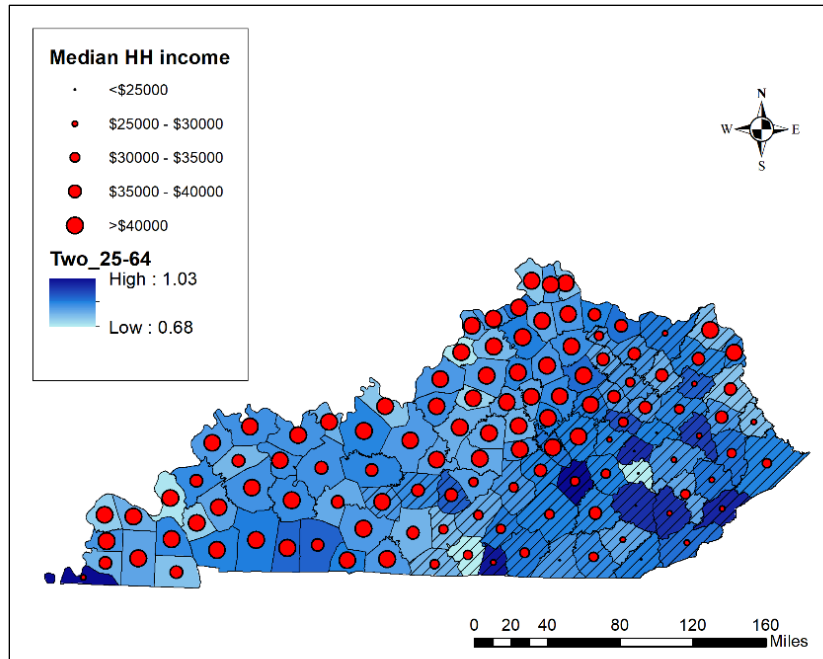 Median HH income
<$25000
$25000 - $30000
$30000 - $35000
$35000 - $40000
>$40000
Two_25-64
High : 1.03
Low : 0.68
N
W E
S
0 20 40 80 120 160
Miles